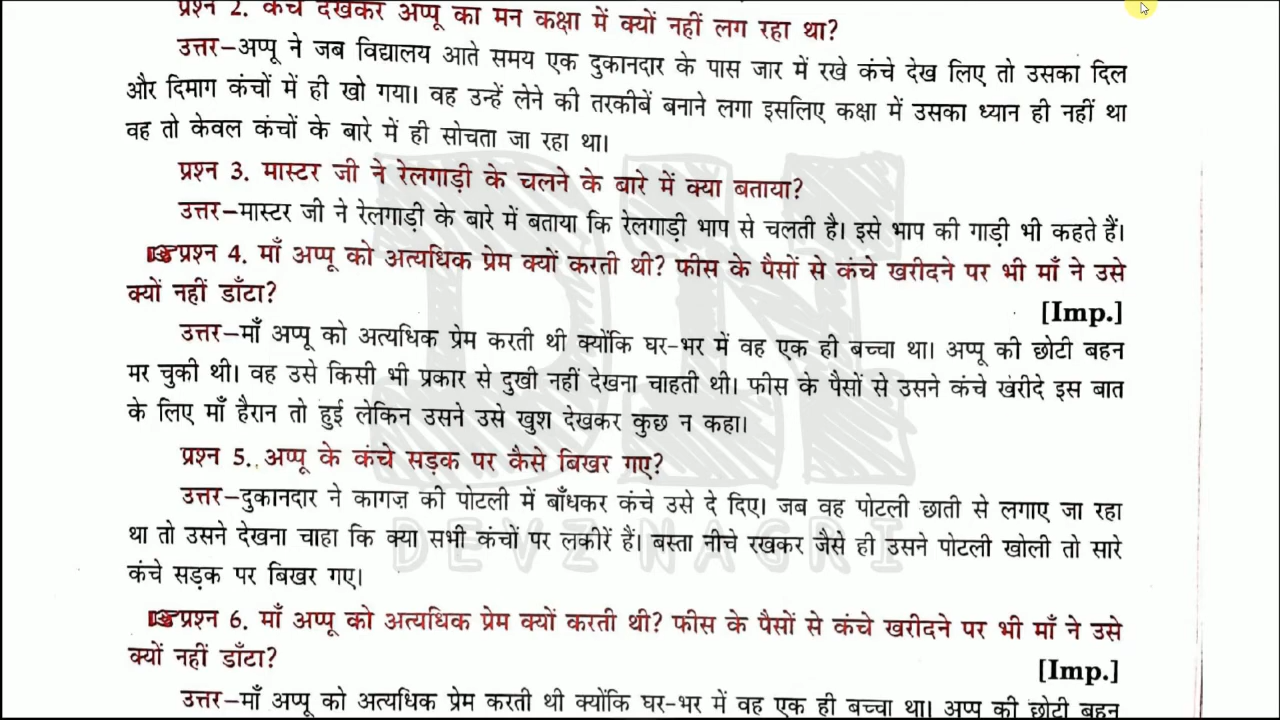 प्रश्न 2. कंचे देखकर अप्पू का मन कक्षा में क्यों नहीं लग रहा था?
उत्तर–अप्पू ने जब विद्यालय आते समय एक दुकानदार के पास जार में रखे कंचे देख लिए तो उसका दिल
और दिमाग कंचों में ही खो गया। वह उन्हें लेने की तरकीबें बनाने लगा इसलिए कक्षा में उसका ध्यान ही नहीं था
वह तो केवल कंचों के बारे में ही सोचता जा रहा था।
प्रश्न 3. मास्टर जी ने रेलगाड़ी के चलने के बारे में क्या बताया?
उत्तर–मास्टर जी ने रेलगाड़ी के बारे में बताया कि रेलगाड़ी भाप से चलती है। इसे भाप की गाड़ी भी कहते हैं।
प्रश्न 4. माँ अप्पू को अत्यधिक प्रेम क्यों करती थी? फीस के पैसों से कंचे खरीदने पर भी माँ ने उसे
क्यों नहीं डाँटा?
[Imp.]
उत्तर–माँ अप्पू को अत्यधिक प्रेम करती थी क्योंकि घर-भर में वह एक ही बच्चा था। अप्पू की छोटी बहन
मर चुकी थी। वह उसे किसी भी प्रकार से दुखी नहीं देखना चाहती थी। फीस के पैसों से उसने कंचे खरीदे इस बात
के लिए माँ हैरान तो हुई लेकिन उसने उसे खुश देखकर कुछ न कहा।
प्रश्न 5. अप्पू के कंचे सड़क पर कैसे बिखर गए?
उत्तर–दुकानदार ने कागज़ की पोटली में बाँधकर कंचे उसे दे दिए। जब वह पोटली छाती से लगाए जा रहा
था तो उसने देखना चाहा कि क्या सभी कंचों पर लकीरें हैं। बस्ता नीचे रखकर जैसे ही उसने पोटली खोली तो सारे
कंचे सड़क पर बिखर गए।
प्रश्न 6. माँ अप्पू को अत्यधिक प्रेम क्यों करती थी? फीस के पैसों से कंचे खरीदने पर भी माँ ने उसे
क्यों नहीं डाँटा?
[Imp.]
उत्तर–माँ अप्पू को अत्यधिक प्रेम करती थी क्योंकि घर-भर में वह एक ही बच्चा था। अप्पू की छोटी बहन
DN
DEVZ NAGRI